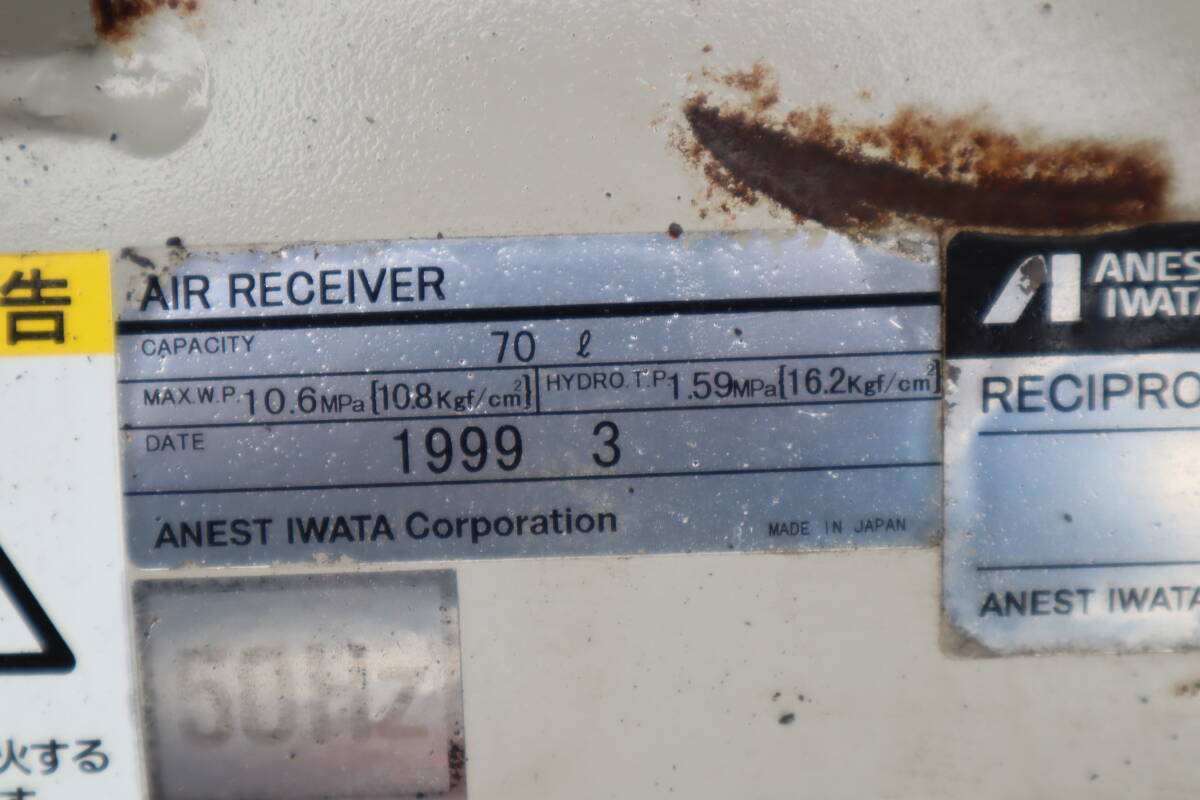 告
AIR RECEIVER
CAPACITY 70 ℓ
MAX.W.P. 10.6MPa{10.8Kgf/cm²} HYDRO.T.P. 1.59MPa{16.2Kgf/cm²}
DATE 1999 3
ANEST IWATA Corporation MADE IN JAPAN
50Hz
火する
ANES
IWATA
RECIPRO
ANEST IWATA